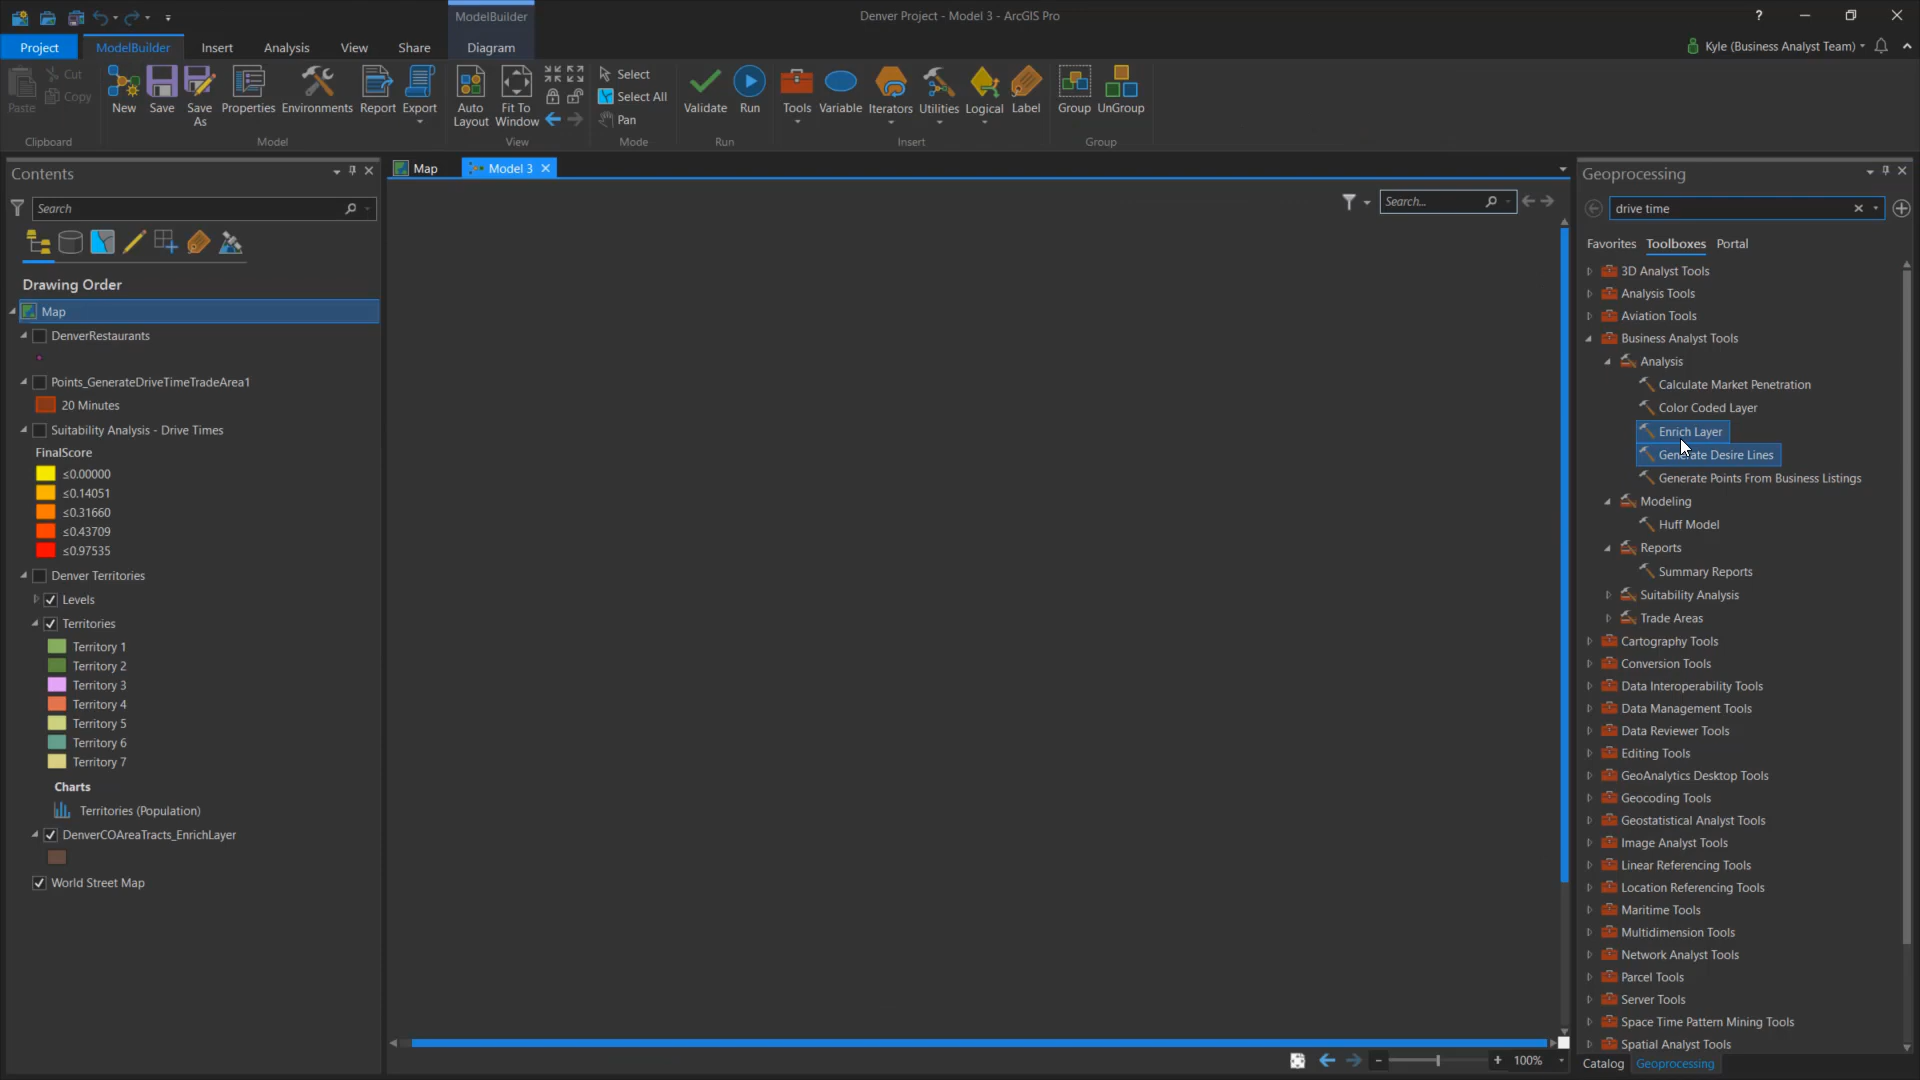 ModelBuilder
Denver Project - Model 3 - ArcGIS Pro
?
Project
ModelBuilder
Insert
Analysis
View
Share
Diagram
Kyle (Business Analyst Team)
Paste
Cut
Copy
Clipboard
New
Save
Save As
Properties
Environments
Report
Export
Model
Auto Layout
Fit To Window
View
Select
Select All
Pan
Mode
Validate
Run
Run
Tools
Variable
Iterators
Utilities
Logical
Label
Insert
Group
UnGroup
Group
Contents
Search
Drawing Order
Map
DenverRestaurants
Points_GenerateDriveTimeTradeArea1
20 Minutes
Suitability Analysis - Drive Times
FinalScore
≤0.00000
≤0.14051
≤0.31660
≤0.43709
≤0.97535
Denver Territories
Levels
Territories
Territory 1
Territory 2
Territory 3
Territory 4
Territory 5
Territory 6
Territory 7
Charts
Territories (Population)
DenverCOAreaTracts_EnrichLayer
World Street Map
Map
Model 3
Search...
100%
Geoprocessing
drive time
Favorites Toolboxes Portal
3D Analyst Tools
Analysis Tools
Aviation Tools
Business Analyst Tools
Analysis
Calculate Market Penetration
Color Coded Layer
Enrich Layer
Generate Desire Lines
Generate Points From Business Listings
Modeling
Huff Model
Reports
Summary Reports
Suitability Analysis
Trade Areas
Cartography Tools
Conversion Tools
Data Interoperability Tools
Data Management Tools
Data Reviewer Tools
Editing Tools
GeoAnalytics Desktop Tools
Geocoding Tools
Geostatistical Analyst Tools
Image Analyst Tools
Linear Referencing Tools
Location Referencing Tools
Maritime Tools
Multidimension Tools
Network Analyst Tools
Parcel Tools
Server Tools
Space Time Pattern Mining Tools
Spatial Analyst Tools
Catalog Geoprocessing